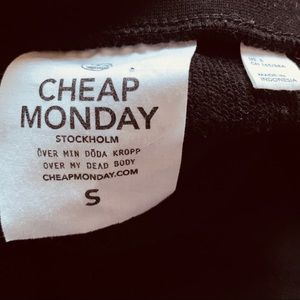 CHEAP
MONDAY
STOCKHOLM
ÖVER MIN DÖDA KROPP
OVER MY DEAD BODY
CHEAPMONDAY.COM
S
MADE IN
INDONESIA